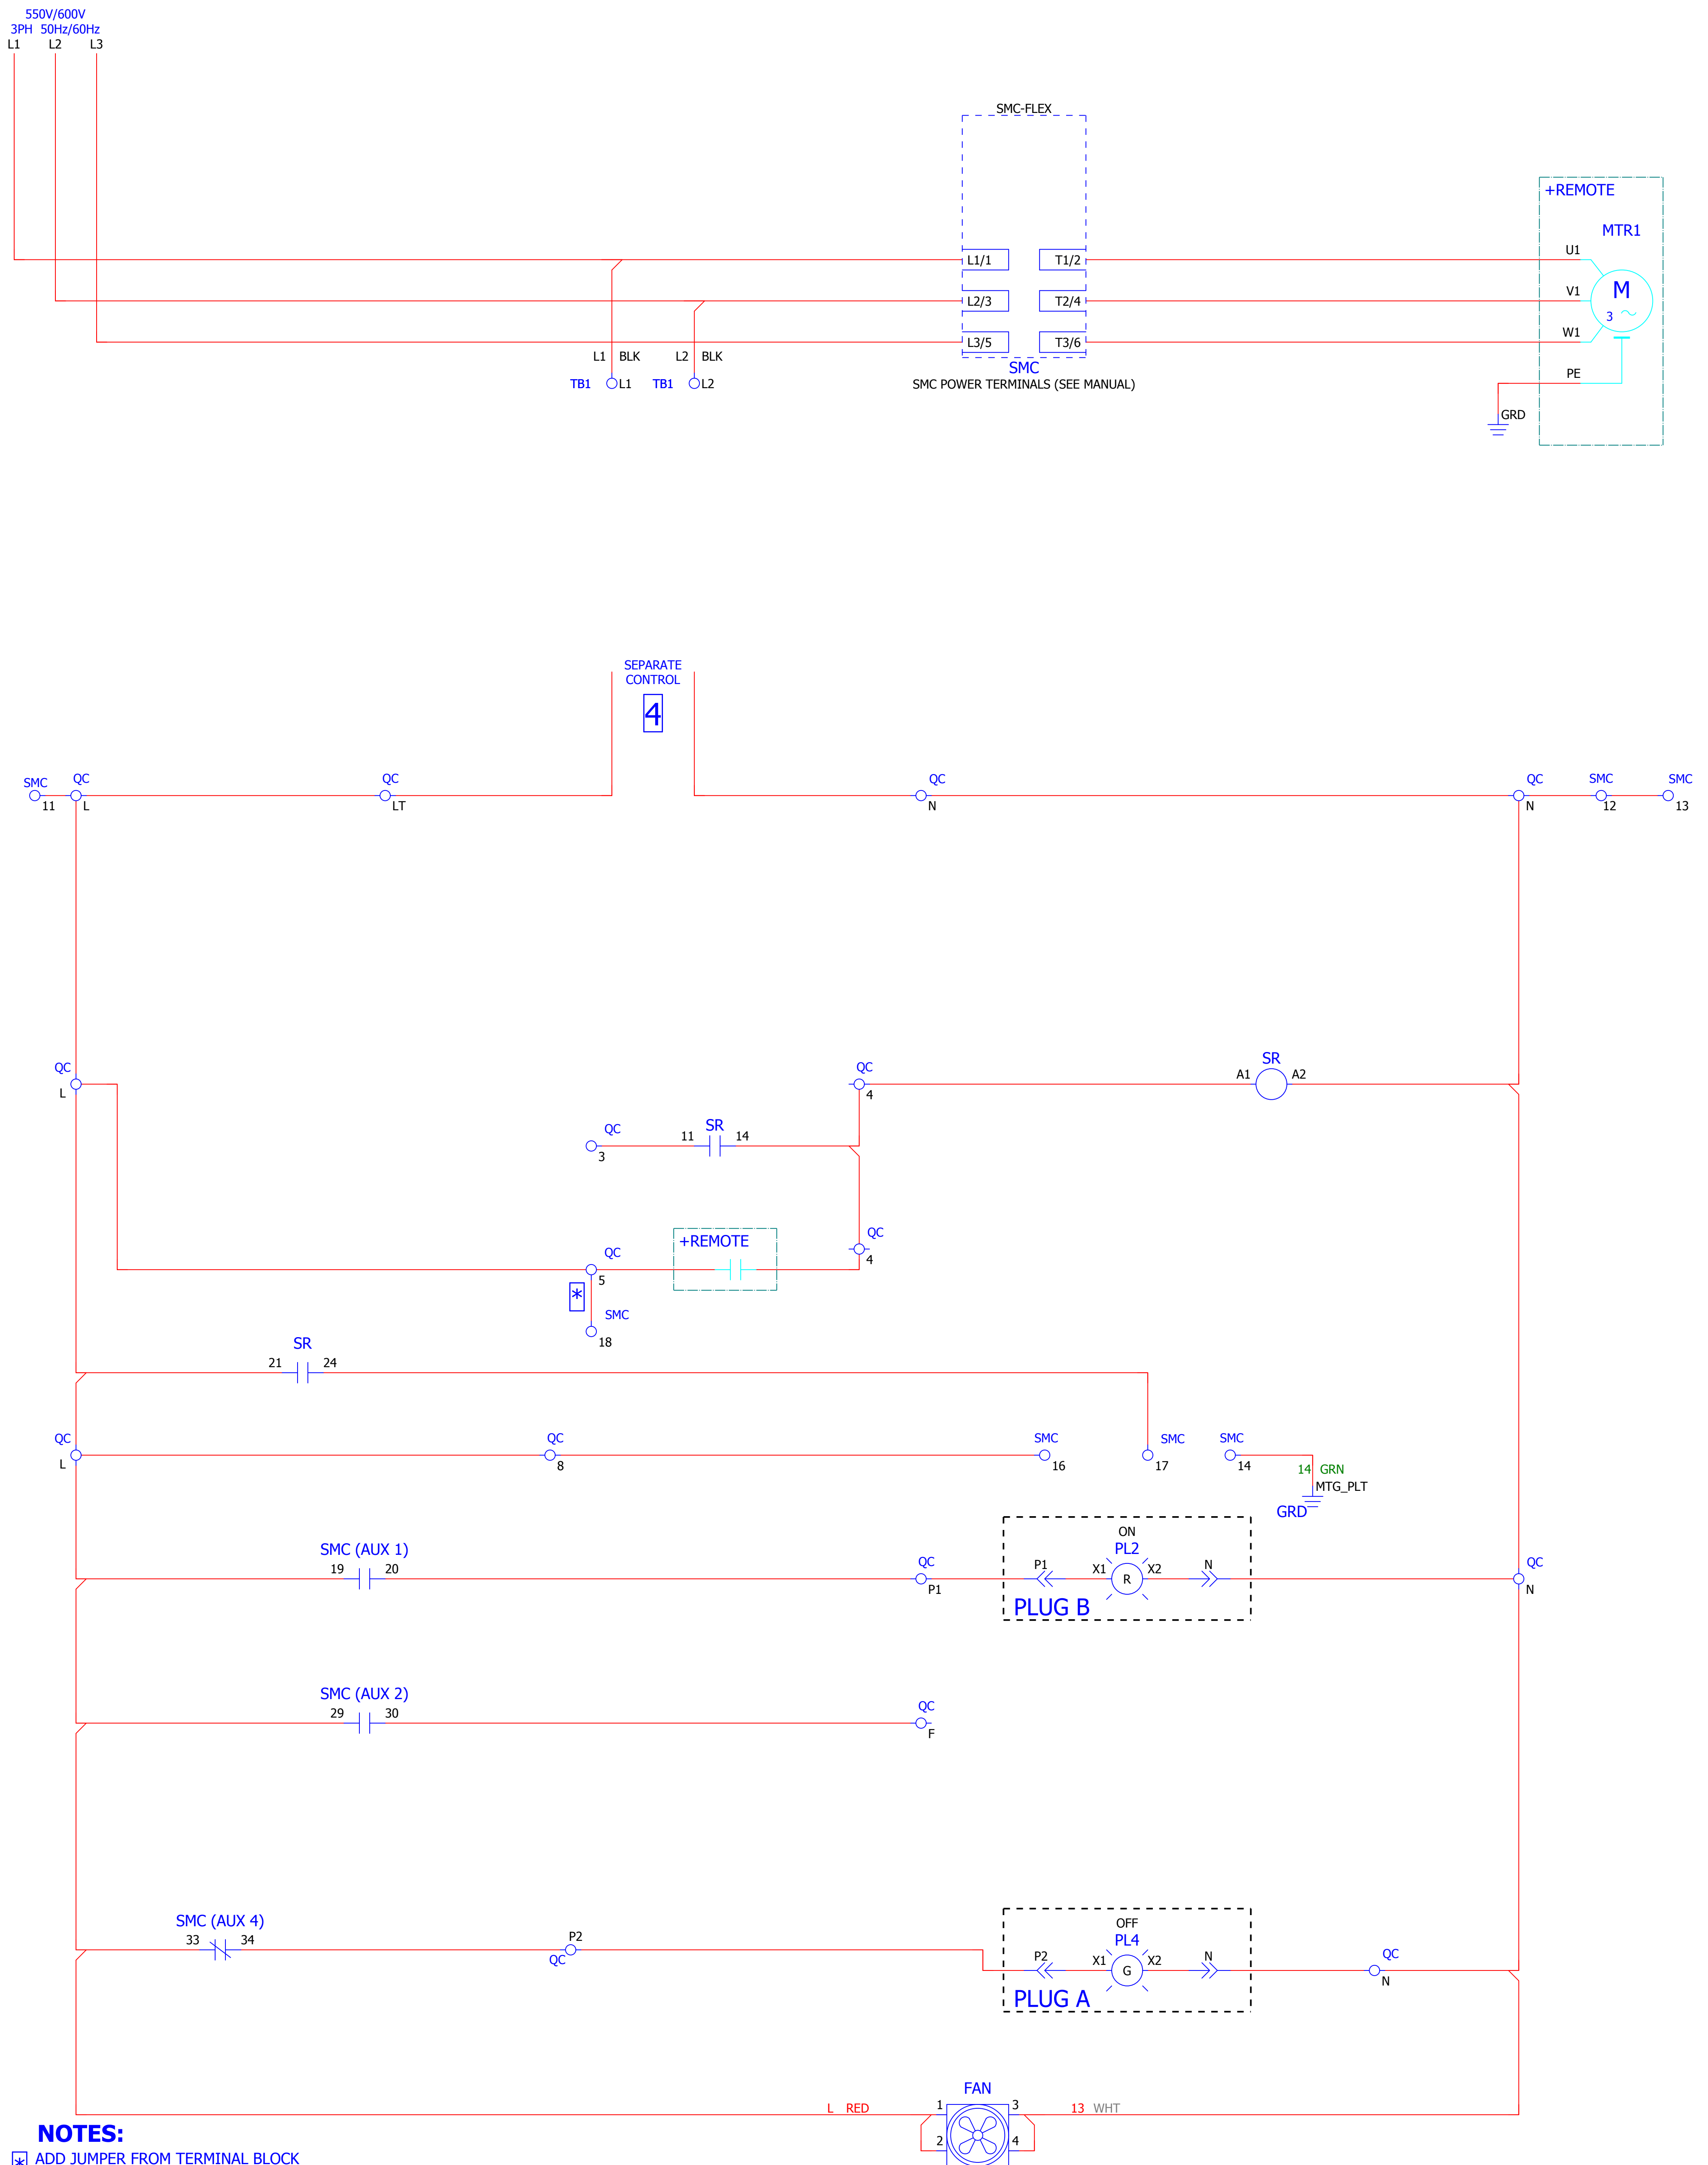 550V/600V
3PH 50Hz/60Hz
L1 L2 L3
SMC-FLEX
+REMOTE
MTR1
L1/1 T1/2 U1
L2/3 T2/4 V1 M
3
L3/5 T3/6 W1
L1 BLK L2 BLK
SMC
PE
TB1 L1 TB1 L2
SMC POWER TERMINALS (SEE MANUAL)
GRD
SEPARATE
CONTROL
4
SMC QC QC QC QC SMC SMC
11 L LT N N 12 13
QC QC SR
L 4 A1 A2
QC SR
3 11 14
QC +REMOTE QC
5 4
* SMC
18
SR
21 24
QC QC SMC SMC SMC
L 8 16 17 14
14 GRN
MTG_PLT
GRD
ON
SMC (AUX 1) PL2
19 20 QC P1 X1 X2 N QC
P1 R N
PLUG B
SMC (AUX 2)
29 30 QC
F
SMC (AUX 4) OFF
33 34 P2 PL4
QC P2 X1 X2 N QC
G N
PLUG A
FAN
L RED 1 3 13 WHT
2 4
NOTES:
* ADD JUMPER FROM TERMINAL BLOCK